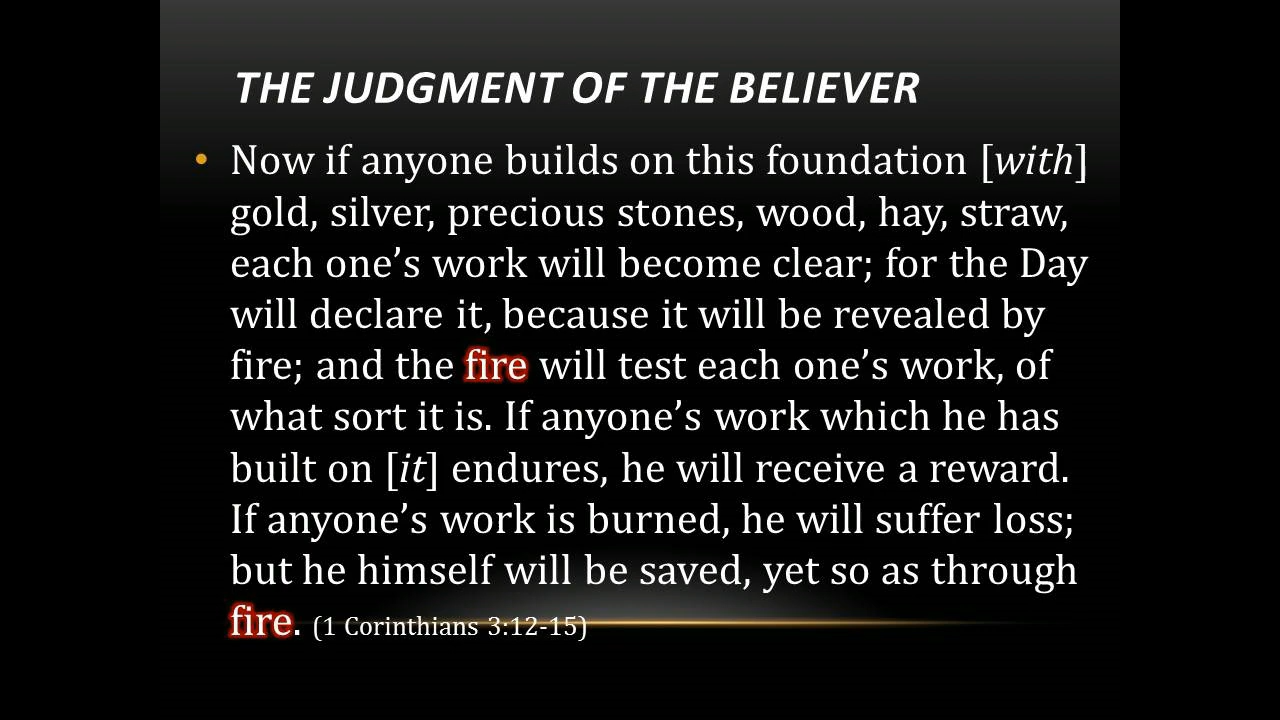 THE JUDGMENT OF THE BELIEVER
• Now if anyone builds on this foundation [with]
gold, silver, precious stones, wood, hay, straw,
each one’s work will become clear; for the Day
will declare it, because it will be revealed by
fire; and the fire will test each one’s work, of
what sort it is. If anyone’s work which he has
built on [it] endures, he will receive a reward.
If anyone’s work is burned, he will suffer loss;
but he himself will be saved, yet so as through
fire. (1 Corinthians 3:12-15)